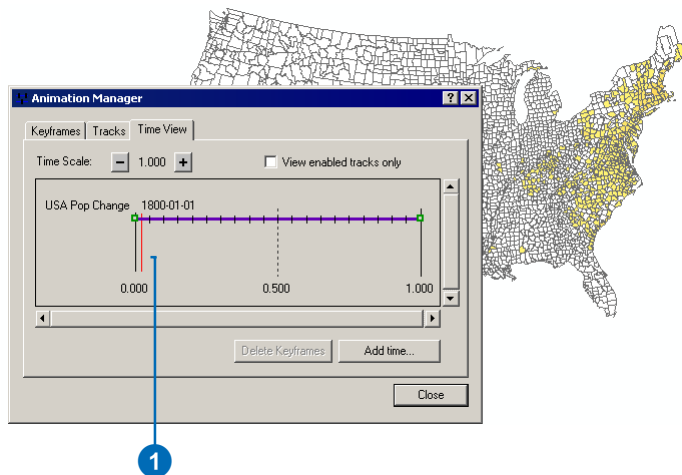 Animation Manager
Keyframes Tracks Time View
Time Scale: 1.000 View enabled tracks only
USA Pop Change 1800-01-01
0.000 0.500 1.000
Delete Keyframes Add time...
Close
1